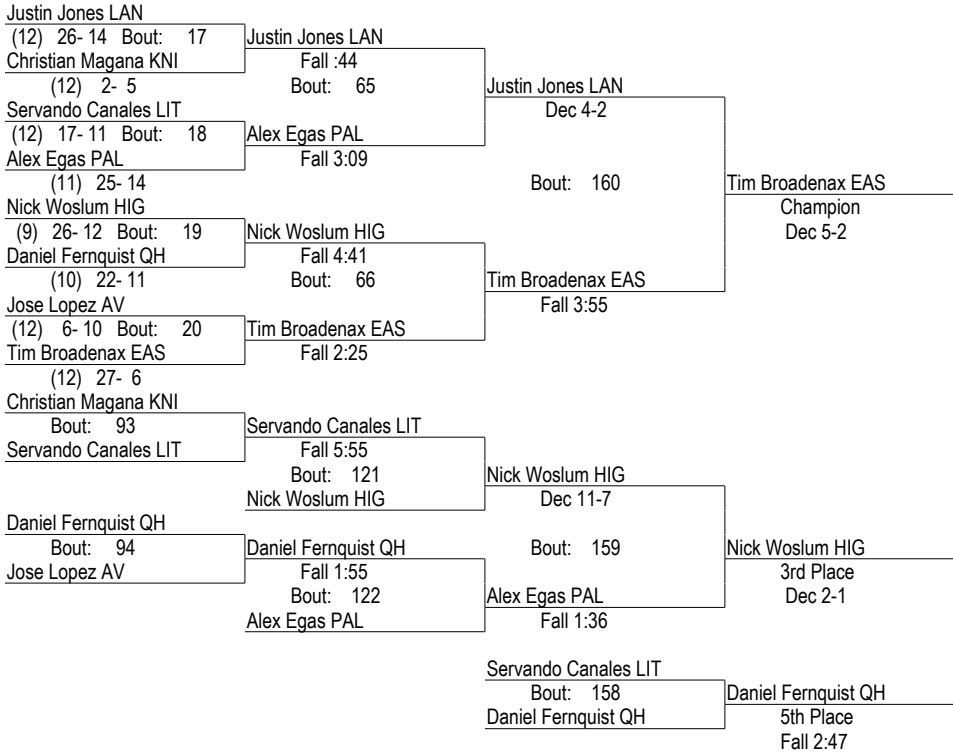 Justin Jones LAN
(12) 26- 14 Bout: 17 Justin Jones LAN
Christian Magana KNI Fall :44
(12) 2- 5 Bout: 65 Justin Jones LAN
Servando Canales LIT Dec 4-2
(12) 17- 11 Bout: 18 Alex Egas PAL
Alex Egas PAL Fall 3:09
(11) 25- 14 Bout: 160 Tim Broadenax EAS
Nick Woslum HIG Champion
(9) 26- 12 Bout: 19 Nick Woslum HIG Dec 5-2
Daniel Fernquist QH Fall 4:41
(10) 22- 11 Bout: 66 Tim Broadenax EAS
Jose Lopez AV Fall 3:55
(12) 6- 10 Bout: 20 Tim Broadenax EAS
Tim Broadenax EAS Fall 2:25
(12) 27- 6
Christian Magana KNI
Bout: 93 Servando Canales LIT
Servando Canales LIT Fall 5:55
Bout: 121 Nick Woslum HIG
Nick Woslum HIG Dec 11-7
Daniel Fernquist QH
Bout: 94 Daniel Fernquist QH Bout: 159 Nick Woslum HIG
Jose Lopez AV Fall 1:55 3rd Place
Bout: 122 Alex Egas PAL Dec 2-1
Alex Egas PAL Fall 1:36
Servando Canales LIT
Bout: 158 Daniel Fernquist QH
Daniel Fernquist QH 5th Place
Fall 2:47